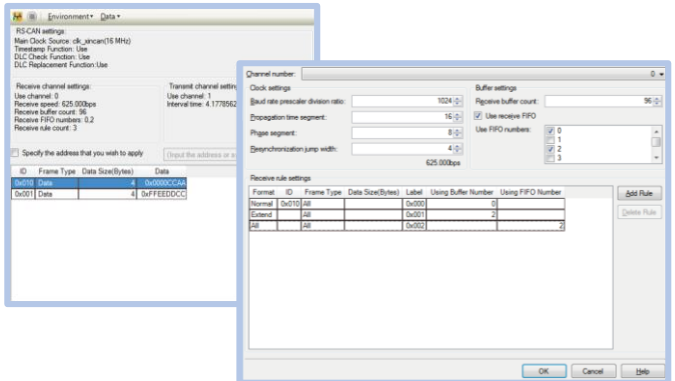 Environment▾ Data▾
RS-CAN settings:
Main Clock Source: clk_xincan(16 MHz)
Timestamp Function: Use
DLC Check Function: Use
DLC Replacement Function:Use
Receive channel settings:
Use channel: 0
Receive speed: 625.000bps
Receive buffer count: 96
Receive FIFO numbers: 0,2
Receive rule count: 3
Transmit channel setting
Use channel: 1
Interval time: 4.1778562
Specify the address that you wish to apply
(Input the address or
ID Frame Type Data Size(Bytes) Data
0x010 Data 4 0x0000CCAA
0x001 Data 4 0xFFEEDDCC
Channel number: 0
Clock settings
Baud rate prescaler division ratio: 1024
Propagation time segment: 16
Phase segment: 8
Resynchronization jump width: 4
625.000bps
Buffer settings
Receive buffer count: 96
Use receive FIFO
Use FIFO numbers: 0
1
2
3
Receive rule settings
Format ID Frame Type Data Size(Bytes) Label Using Buffer Number Using FIFO Number
Normal 0x010 All 0x000 0
Extend All 0x001 2
All All 0x002 2
Add Rule
Delete Rule
OK Cancel Help